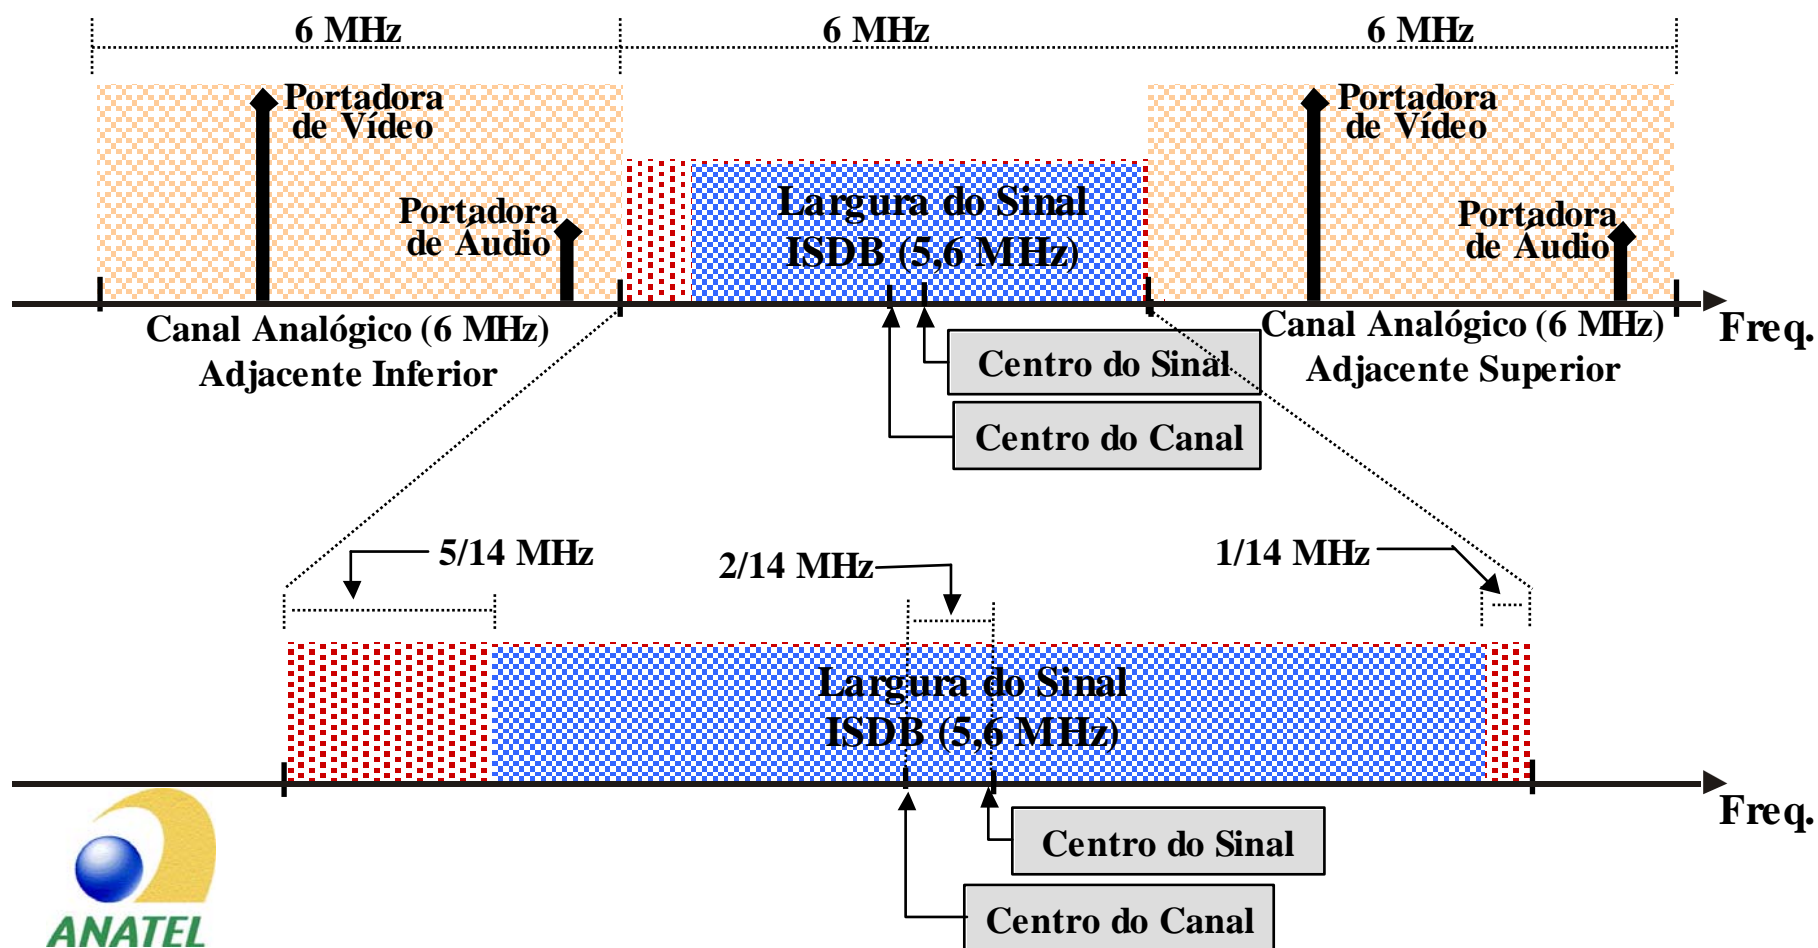 6 MHz
6 MHz
6 MHz
Portadora
de Vídeo
Portadora
de Áudio
Largura do Sinal
ISDB (5,6 MHz)
Portadora
de Vídeo
Portadora
de Áudio
Canal Analógico (6 MHz)
Adjacente Inferior
Canal Analógico (6 MHz)
Adjacente Superior
Freq.
Centro do Sinal
Centro do Canal
5/14 MHz
2/14 MHz
1/14 MHz
Largura do Sinal
ISDB (5,6 MHz)
Freq.
Centro do Sinal
Centro do Canal
ANATEL